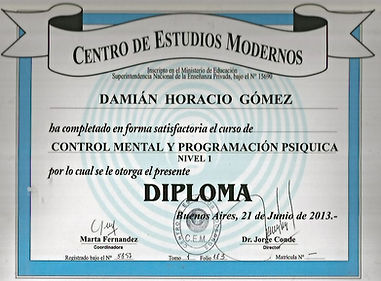 CENTRO DE ESTUDIOS MODERNOS
Inscripto en el Ministerio de Educación
Superintendencia Nacional de la Enseñanza Privada, bajo el Nº 15690
DAMIÁN HORACIO GÓMEZ
ha completado en forma satisfactoria el curso de
CONTROL MENTAL Y PROGRAMACIÓN PSIQUICA
NIVEL 1
por lo cual se le otorga el presente
DIPLOMA
Buenos Aires, 21 de Junio de 2013.-
Marta Fernandez
Coordinadora
C.E.M.
Dr. Jorge Conde
Director
Registrado bajo el Nº Tomo 1 Folio Matrícula Nº —